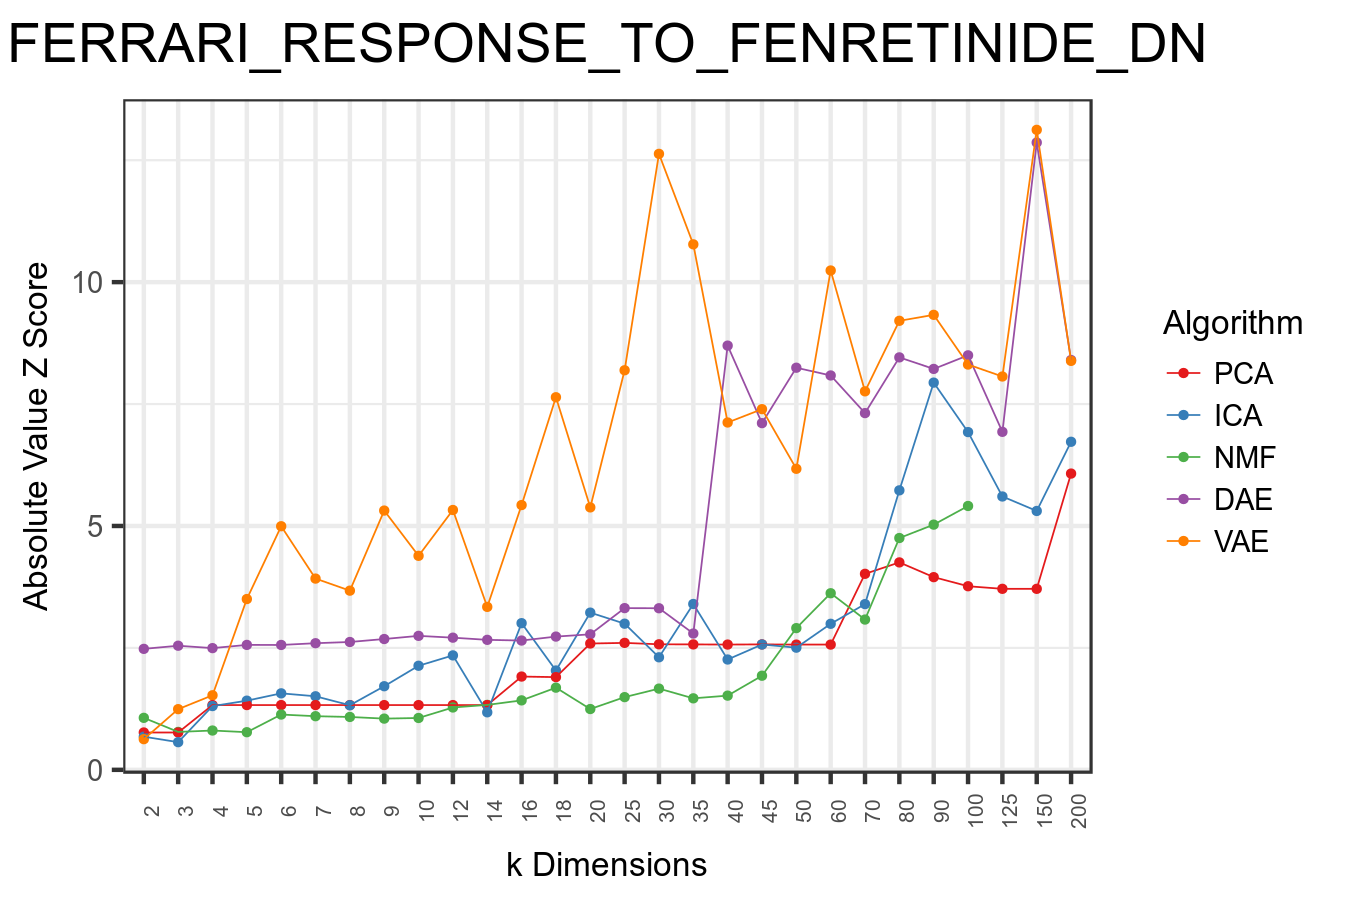 FERRARI_RESPONSE_TO_FENRETINIDE_DN
Absolute Value Z Score
10
5
0
2 3 4 5 6 7 8 9 10 12 14 16 18 20 25 30 35 40 45 50 60 70 80 90 100 125 150 200
k Dimensions
Algorithm
PCA
ICA
NMF
DAE
VAE